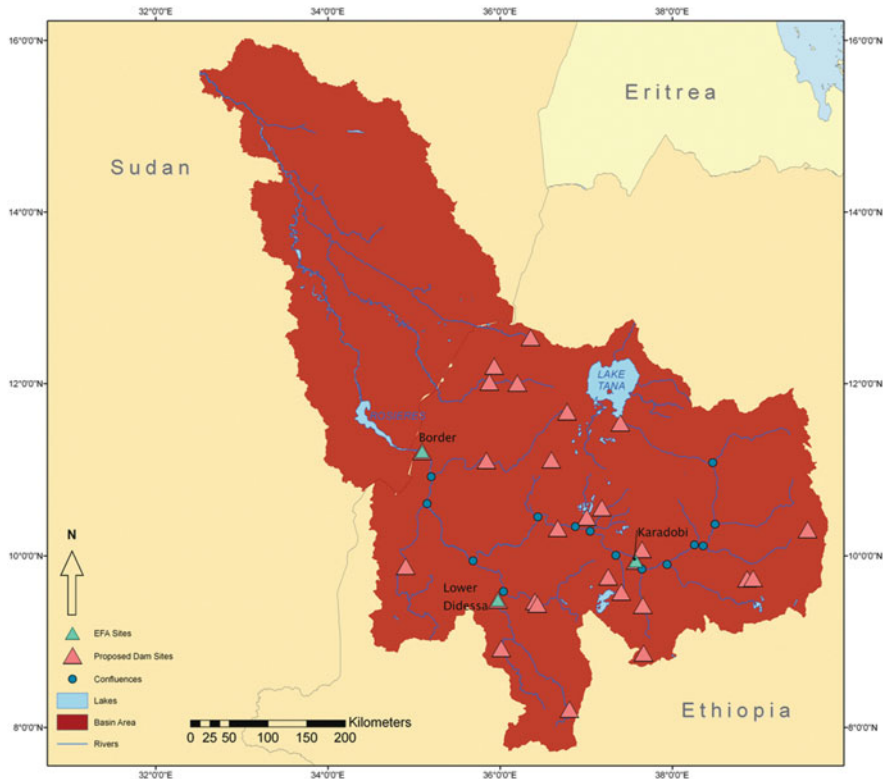 32°0'0"E
34°0'0"E
36°0'0"E
38°0'0"E
16°0'0"N
16°0'0"N
Eritrea
Sudan
14°0'0"N
14°0'0"N
12°0'0"N
12°0'0"N
LAKE
TANA
Border
N
10°0'0"N
10°0'0"N
Karadobi
Lower
Didessa
EFA Sites
Proposed Dam Sites
Confluences
Lakes
Basin Area
Rivers
Kilometers
0 25 50 100 150 200
Ethiopia
8°0'0"N
8°0'0"N
32°0'0"E
34°0'0"E
36°0'0"E
38°0'0"E